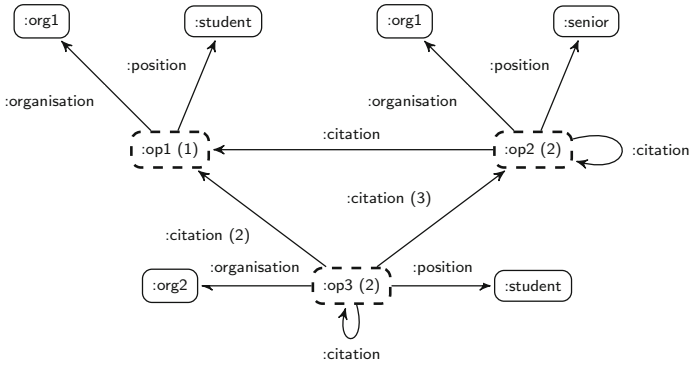 :org1
:student
:org1
:senior
:position
:position
:organisation
:organisation
:citation
:op1 (1)
:op2 (2)
:citation
:citation (3)
:citation (2)
:organisation
:position
:org2
:op3 (2)
:student
:citation